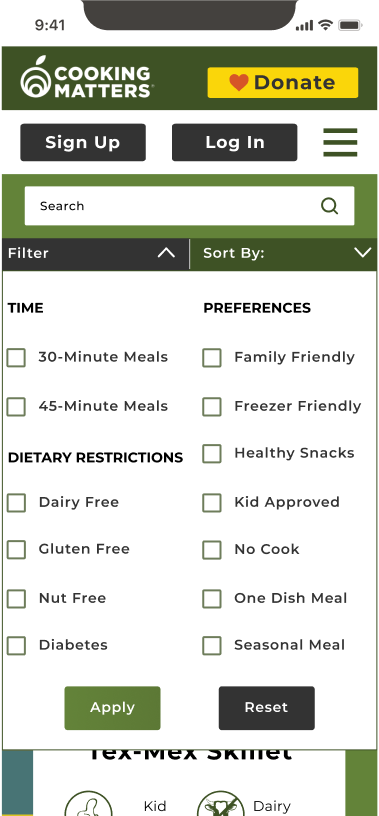 9:41
COOKING
MATTERS
Donate
Sign Up
Log In
Search
Filter
Sort By:
TIME
30-Minute Meals
45-Minute Meals
DIETARY RESTRICTIONS
Dairy Free
Gluten Free
Nut Free
Diabetes
PREFERENCES
Family Friendly
Freezer Friendly
Healthy Snacks
Kid Approved
No Cook
One Dish Meal
Seasonal Meal
Apply
Reset
Tex-Mex Skillet
Kid
Dairy